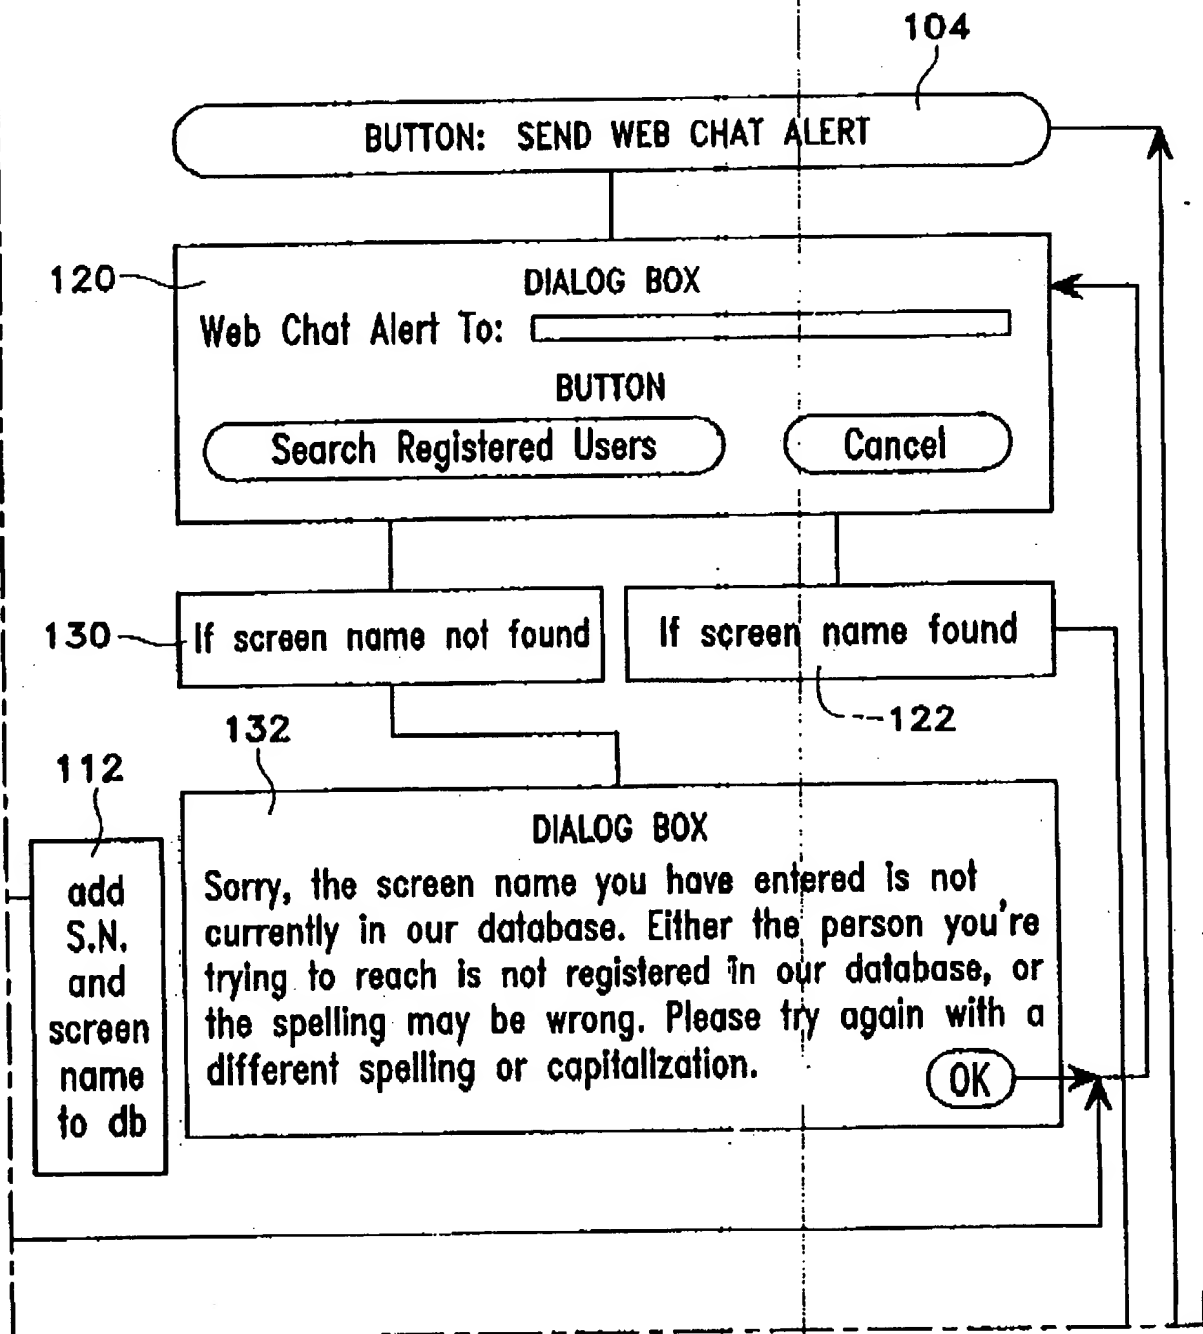 104
BUTTON: SEND WEB CHAT ALERT
120
DIALOG BOX
Web Chat Alert To:
BUTTON
Search Registered Users
Cancel
130
If screen name not found
If screen name found
122
132
112
DIALOG BOX
Sorry, the screen name you have entered is not
currently in our database. Either the person you're
trying to reach is not registered in our database, or
the spelling may be wrong. Please try again with a
different spelling or capitalization.
OK
add
S.N.
and
screen
name
to db